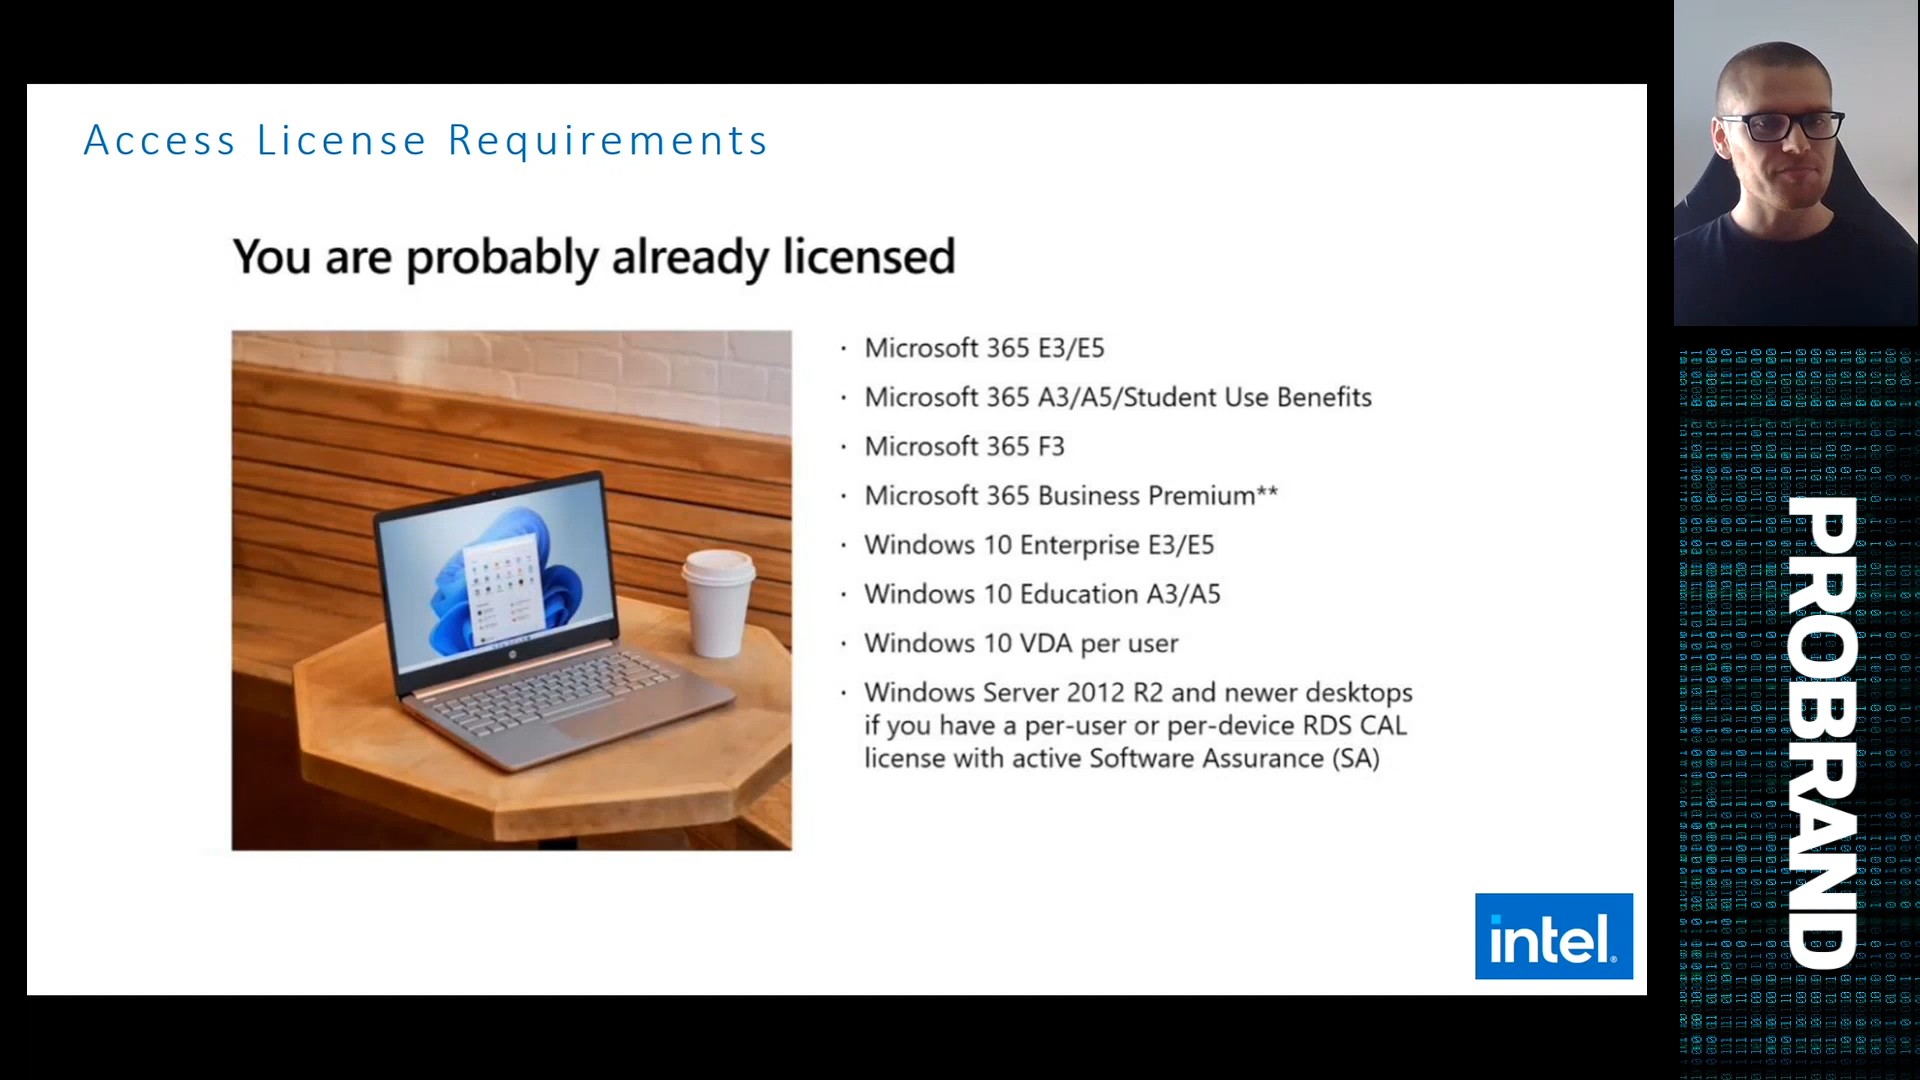 Access License Requirements
You are probably already licensed
· Microsoft 365 E3/E5
· Microsoft 365 A3/A5/Student Use Benefits
· Microsoft 365 F3
· Microsoft 365 Business Premium**
· Windows 10 Enterprise E3/E5
· Windows 10 Education A3/A5
· Windows 10 VDA per user
· Windows Server 2012 R2 and newer desktops
if you have a per-user or per-device RDS CAL
license with active Software Assurance (SA)
intel®
PROBRAND